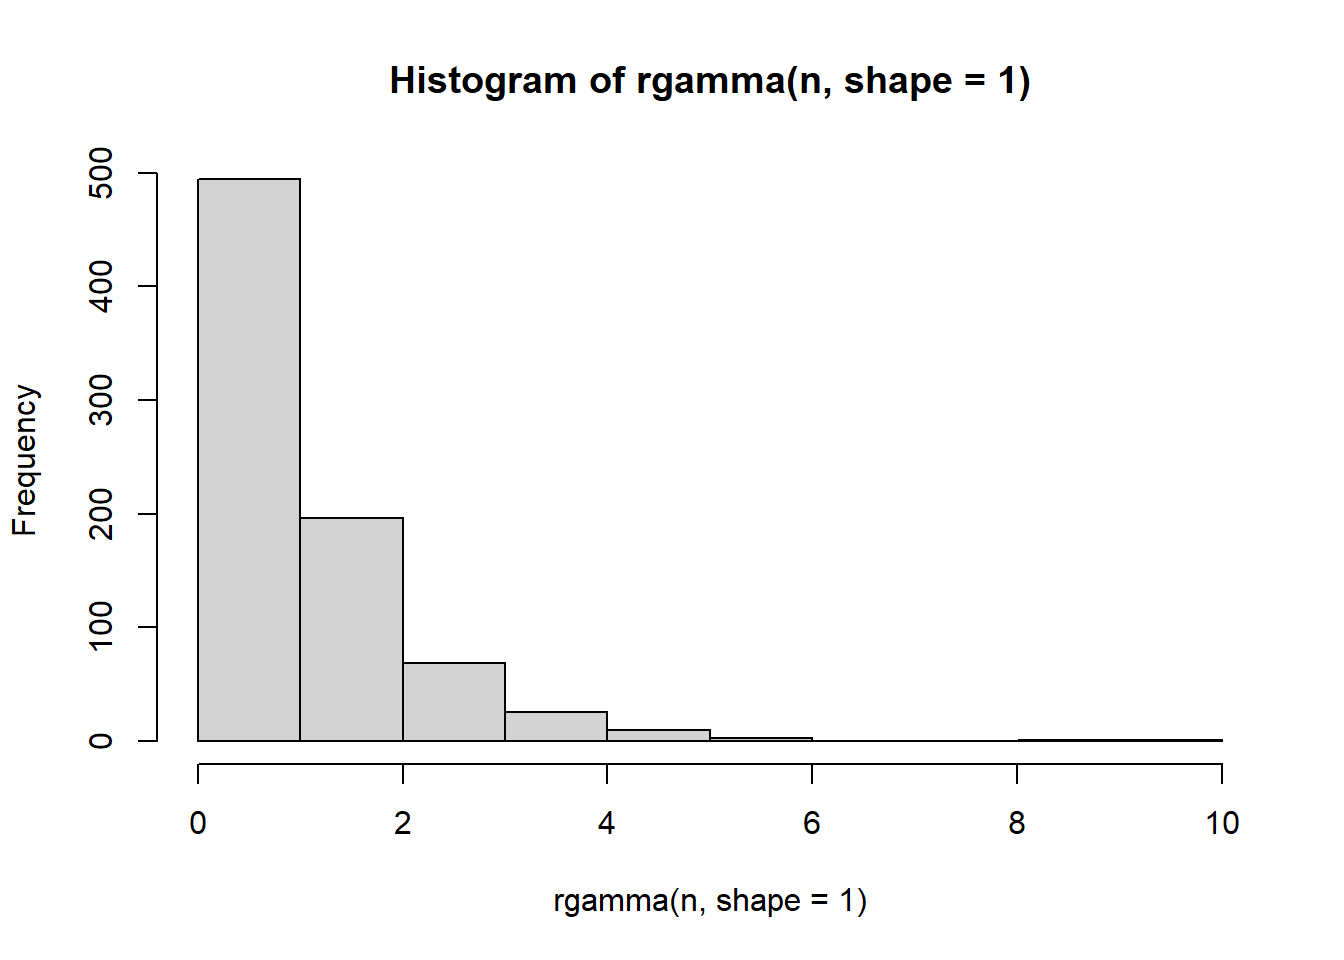 Histogram of rgamma(n, shape = 1)
Frequency
500
400
300
200
100
0
0 2 4 6 8 10
rgamma(n, shape = 1)